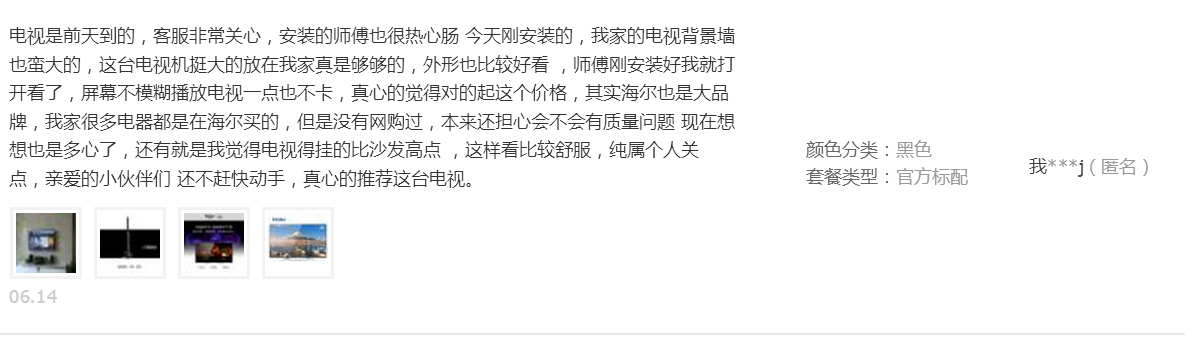 电视是前天到的，客服非常关心，安装的师傅也很热心肠 今天刚安装的，我家的电视背景墙
也蛮大的，这台电视机挺大的放在我家真是够够的，外形也比较好看 ，师傅刚安装好我就打
开看了，屏幕不模糊播放电视一点也不卡，真心的觉得对的起这个价格，其实海尔也是大品
牌，我家很多电器都是在海尔买的，但是没有网购过，本来还担心会不会有质量问题 现在想
想也是多心了，还有就是我觉得电视得挂的比沙发高点 ，这样看比较舒服，纯属个人关
点，亲爱的小伙伴们 还不赶快动手，真心的推荐这台电视。
颜色分类：黑色
套餐类型：官方标配
我***j（匿名）
06.14